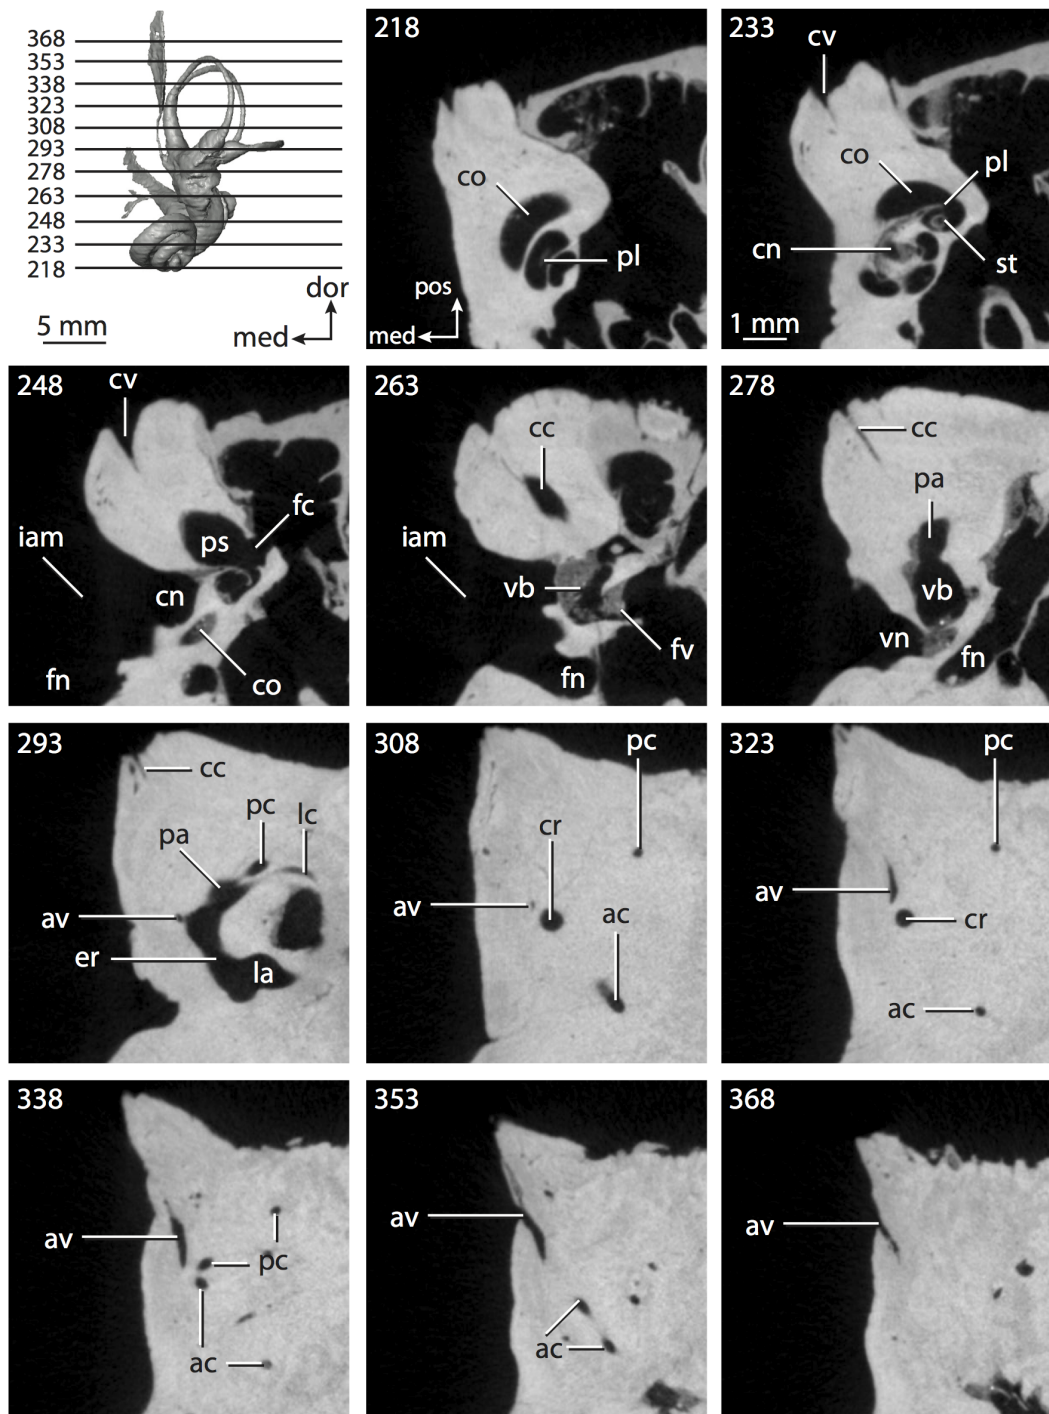 368
353
338
323
308
293
278
263
248
233
218
dor
med
5 mm
218
co
pl
pos
med
233
cv
co
pl
cn
st
1 mm
248
cv
fc
iam
ps
cn
fn
co
263
cc
iam
vb
fv
fn
278
cc
pa
vb
vn
fn
293
cc
pc
lc
pa
av
er
la
308
pc
cr
av
ac
323
pc
av
cr
ac
338
av
pc
ac
353
av
ac
368
av